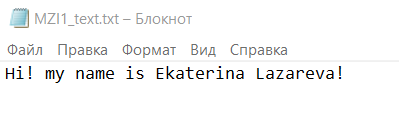 MZI1_text.txt – Блокнот
Файл Правка Формат Вид Справка
Hi! my name is Ekaterina Lazareva!